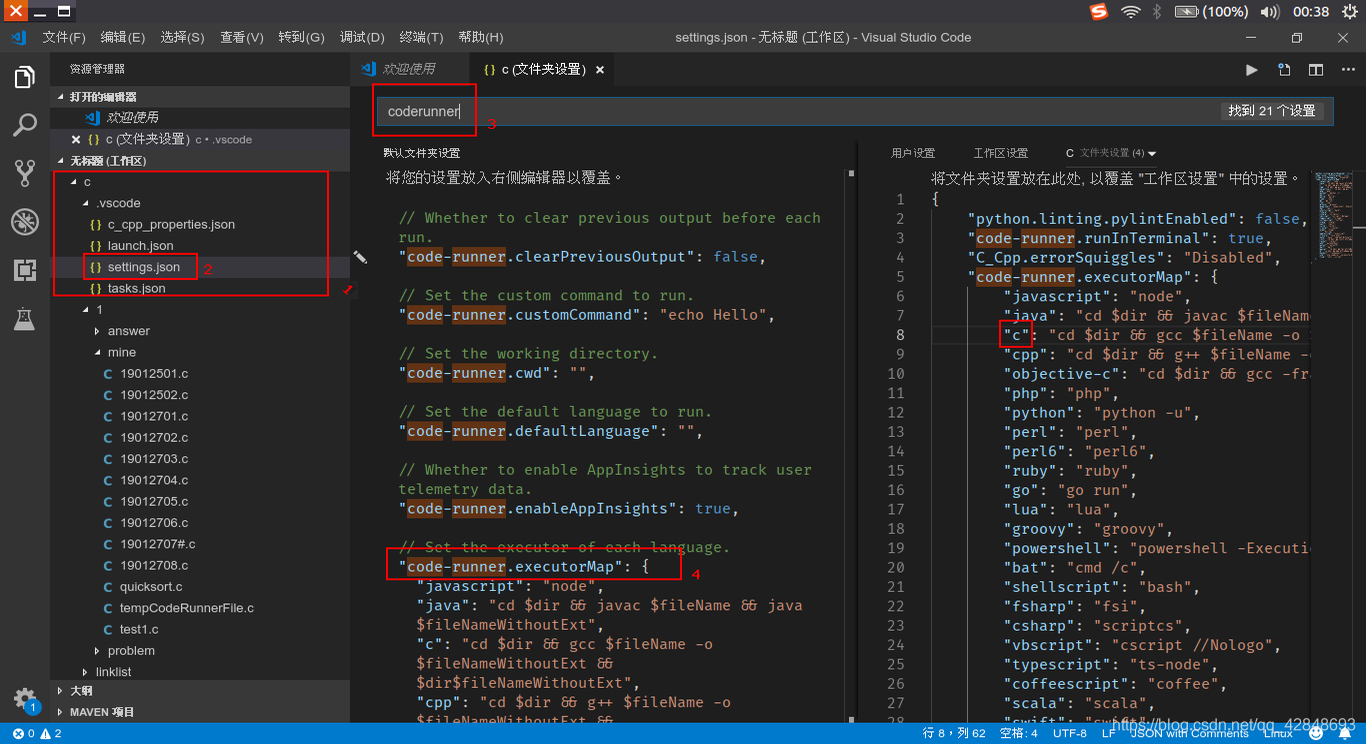 (100%) 00:38
文件(F) 编辑(E) 选择(S) 查看(V) 转到(G) 调试(D) 终端(T) 帮助(H) settings.json - 无标题 (工作区) - Visual Studio Code
资源管理器
欢迎使用 {} c (文件夹设置) ×
打开的编辑器
欢迎使用
× {} c (文件夹设置) c • .vscode
无标题 (工作区)
c
.vscode
{} c_cpp_properties.json
{} launch.json
{} settings.json 2
{} tasks.json
1
1
answer
mine
C 19012501.c
C 19012502.c
C 19012701.c
C 19012702.c
C 19012703.c
C 19012704.c
C 19012705.c
C 19012706.c
C 19012707#.c
C 19012708.c
C quicksort.c
C tempCodeRunnerFile.c
C test1.c
problem
linklist
大纲
MAVEN 项目
1
coderunner 3 找到 21 个设置
默认文件夹设置
将您的设置放入右侧编辑器以覆盖。
// Whether to clear previous output before each
run.
"code-runner.clearPreviousOutput": false,
// Set the custom command to run.
"code-runner.customCommand": "echo Hello",
// Set the working directory.
"code-runner.cwd": "",
// Set the default language to run.
"code-runner.defaultLanguage": "",
// Whether to enable AppInsights to track user
telemetry data.
"code-runner.enableAppInsights": true,
// Set the executor of each language.
"code-runner.executorMap": { 4
"javascript": "node",
"java": "cd $dir && javac $fileName && java
$fileNameWithoutExt",
"c": "cd $dir && gcc $fileName -o
$fileNameWithoutExt &&
$dir$fileNameWithoutExt",
"cpp": "cd $dir && g++ $fileName -o
$fileNameWithoutExt &&
用户设置 工作区设置 C 文件夹设置 (4)
将文件夹设置放在此处, 以覆盖 "工作区设置" 中的设置。
1 {
2 "python.linting.pylintEnabled": false,
3 "code-runner.runInTerminal": true,
4 "C_Cpp.errorSquiggles": "Disabled",
5 "code-runner.executorMap": {
6 "javascript": "node",
7 "java": "cd $dir && javac $fileName
8 "c": "cd $dir && gcc $fileName -o
9 "cpp": "cd $dir && g++ $fileName -o
10 "objective-c": "cd $dir && gcc -fra
11 "php": "php",
12 "python": "python -u",
13 "perl": "perl",
14 "perl6": "perl6",
15 "ruby": "ruby",
16 "go": "go run",
17 "lua": "lua",
18 "groovy": "groovy",
19 "powershell": "powershell -Executi
20 "bat": "cmd /c",
21 "shellscript": "bash",
22 "fsharp": "fsi",
23 "csharp": "scriptcs",
24 "vbscript": "cscript //Nologo",
25 "typescript": "ts-node",
26 "coffeescript": "coffee",
27 "scala": "scala",
28 "swift": "swift",
https://blog.csdn.net/qq_42848693
0 2 行 8，列 62 空格: 4 UTF-8 LF JSON with Comments Linux